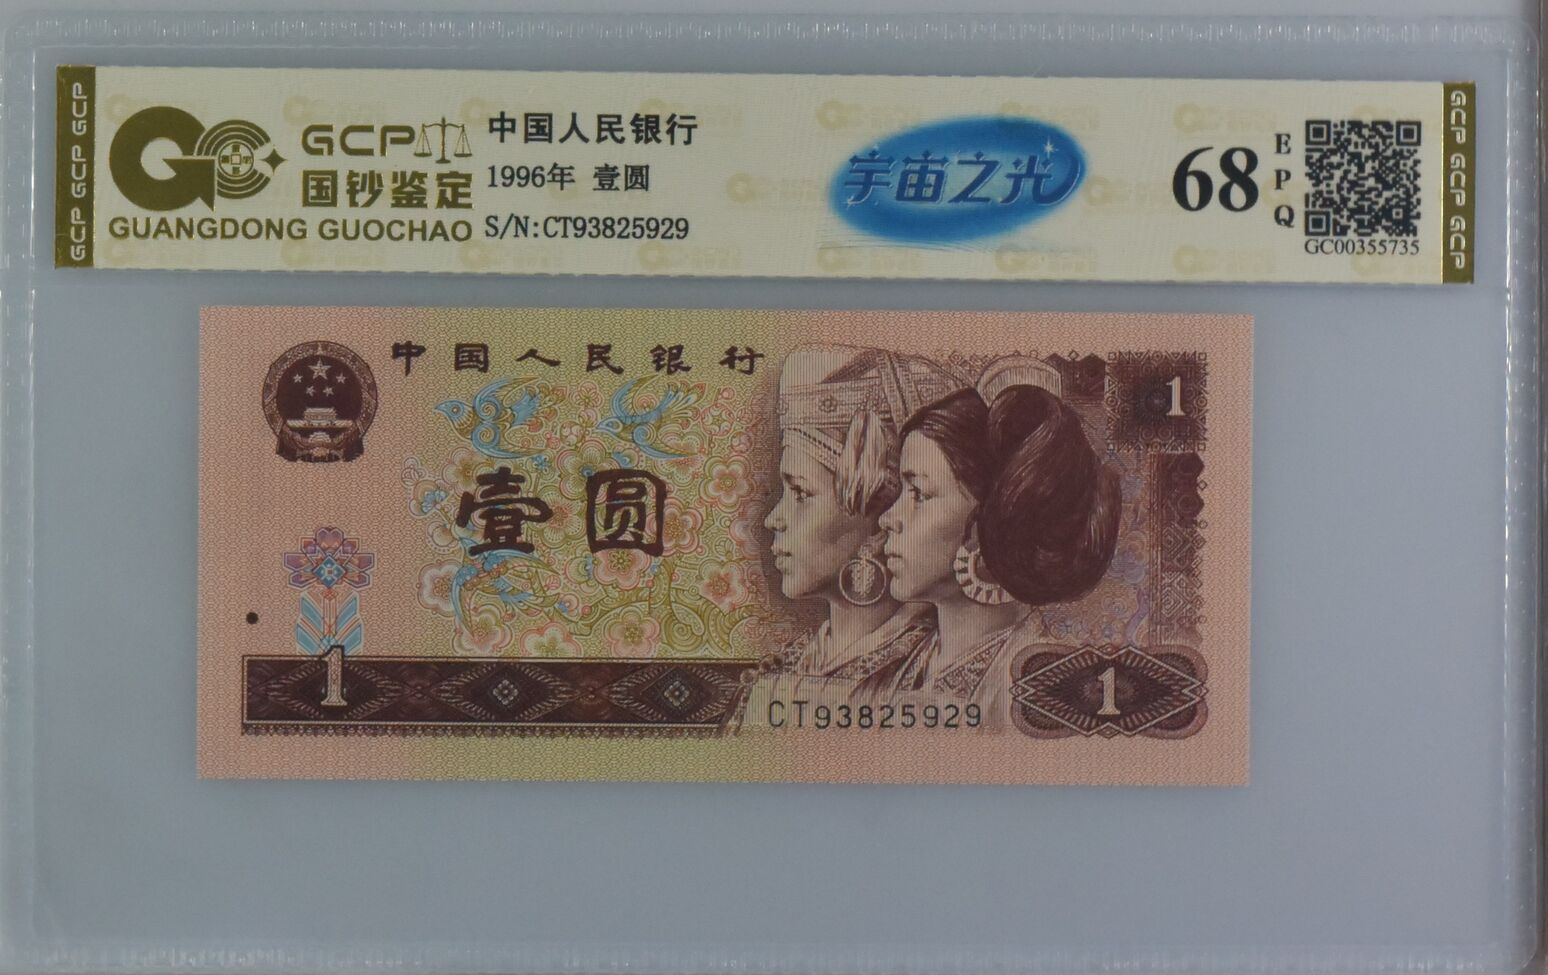 GCP GCP GCP
GCP
国钞鉴定
GUANGDONG GUOCHAO
中国人民银行
1996年 壹圆
S/N:CT93825929
宇宙之光
68
EPQ
GC00355735
GCP GCP GCP
中国人民银行
1
壹圆
1
CT93825929
1